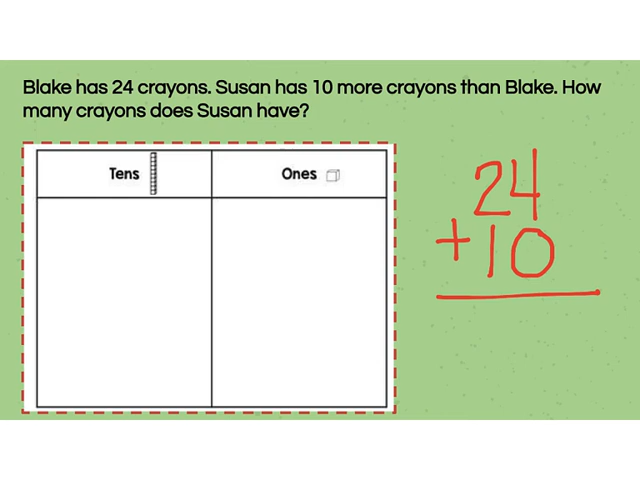 Blake has 24 crayons. Susan has 10 more crayons than Blake. How
many crayons does Susan have?
Tens Ones
24
+10